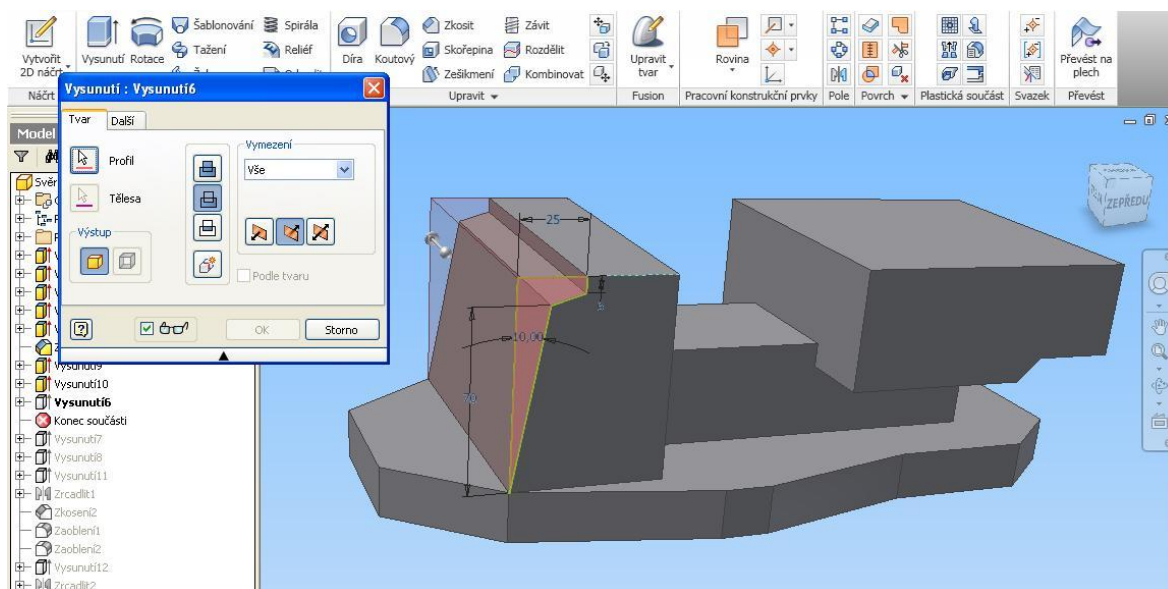 Vytvořit
2D náčrt
Vysunutí
Rotace
Šablonování
Tažení
Spirála
Reliéf
Díra
Koutový
Zkosit
Skořepina
Zešikmení
Závit
Rozdělit
Kombinovat
Upravit
tvar
Rovina
Převést na
plech
Náčrt
Upravit
Fusion
Pracovní konstrukční prvky
Pole
Povrch
Plastická součást
Svazek
Převést
Vysunutí : Vysunutí6
Tvar
Další
Profil
Tělesa
Výstup
Vymezení
Vše
Podle tvaru
OK
Storno
Model
Vysunutí9
Vysunutí10
Vysunutí6
Konec součásti
Vysunutí7
Vysunutí8
Vysunutí11
Zrcadlit1
Zkosení2
Zaoblení1
Zaoblení2
Vysunutí12
Zrcadlit2
25
10,00
70
ZEPŘEDU